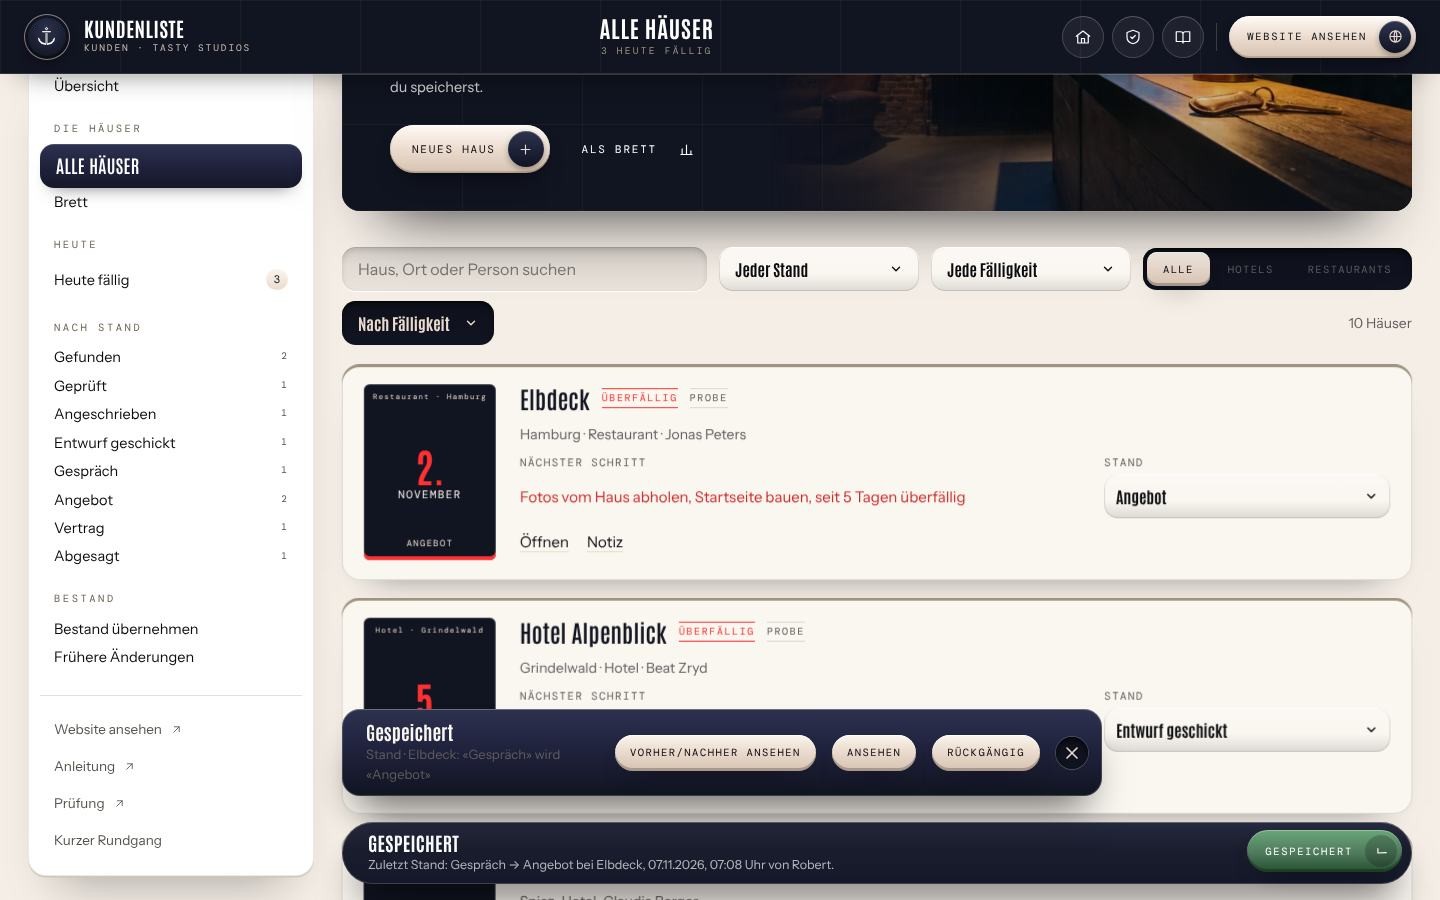 KUNDENLISTE
KUNDEN · TASTY STUDIOS
ALLE HÄUSER
3 HEUTE FÄLLIG
WEBSITE ANSEHEN
Übersicht
DIE HÄUSER
ALLE HÄUSER
Brett
HEUTE
Heute fällig 3
NACH STAND
Gefunden 2
Geprüft 1
Angeschrieben 1
Entwurf geschickt 1
Gespräch 1
Angebot 2
Vertrag 1
Abgesagt 1
BESTAND
Bestand übernehmen
Frühere Änderungen
Website ansehen
Anleitung
Prüfung
Kurzer Rundgang
du speicherst.
NEUES HAUS
ALS BRETT
Haus, Ort oder Person suchen
Jeder Stand
Jede Fälligkeit
ALLE
HOTELS
RESTAURANTS
Nach Fälligkeit
10 Häuser
Restaurant · Hamburg
2.
NOVEMBER
ANGEBOT
Elbdeck ÜBERFÄLLIG PROBE
Hamburg · Restaurant · Jonas Peters
NÄCHSTER SCHRITT
Fotos vom Haus abholen, Startseite bauen, seit 5 Tagen überfällig
Öffnen Notiz
STAND
Angebot
Hotel · Grindelwald
5
Hotel Alpenblick ÜBERFÄLLIG PROBE
Grindelwald · Hotel · Beat Zryd
NÄCHSTER SCHRITT
STAND
Entwurf geschickt
Gespeichert
Stand · Elbdeck: «Gespräch» wird
«Angebot»
VORHER/NACHHER ANSEHEN
ANSEHEN
RÜCKGÄNGIG
GESPEICHERT
Zuletzt Stand: Gespräch → Angebot bei Elbdeck, 07.11.2026, 07:08 Uhr von Robert.
GESPEICHERT